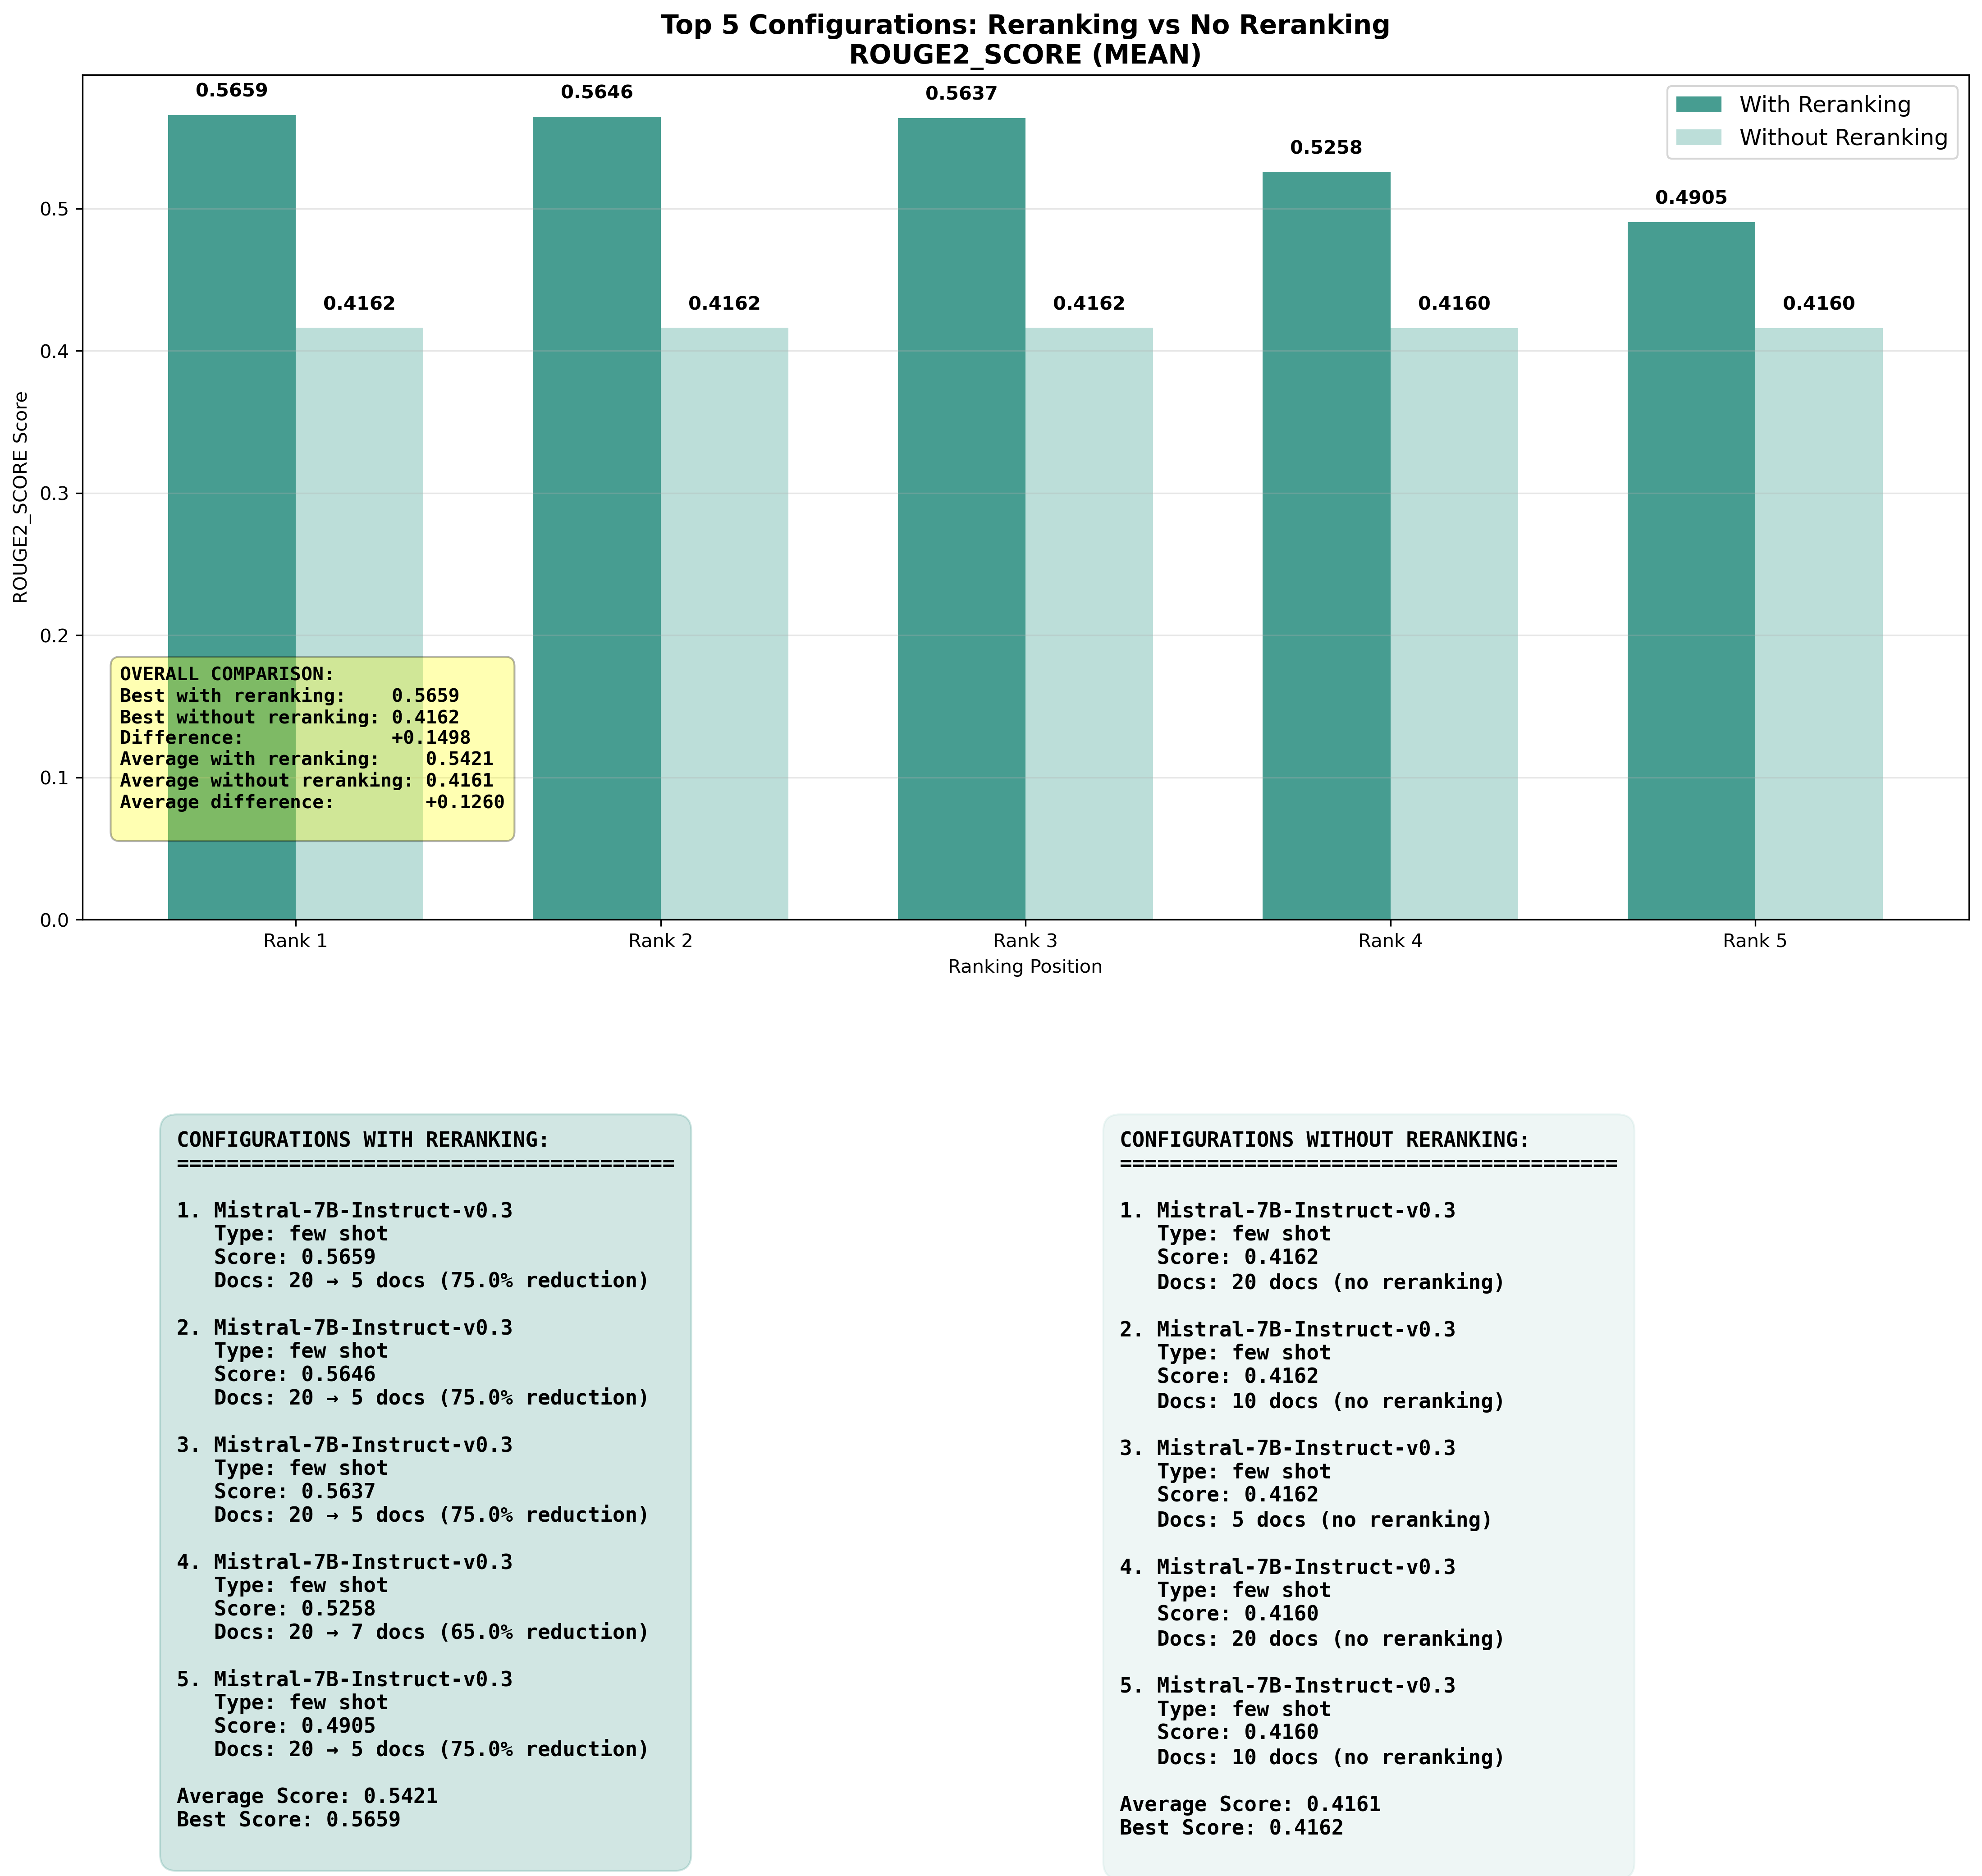 Top 5 Configurations: Reranking vs No Reranking
ROUGE2_SCORE (MEAN)
With Reranking
Without Reranking
0.5659
0.4162
0.5646
0.4162
0.5637
0.4162
0.5258
0.4160
0.4905
0.4160
ROUGE2_SCORE Score
0.5
0.4
0.3
0.2
0.1
0.0
OVERALL COMPARISON:
Best with reranking: 0.5659
Best without reranking: 0.4162
Difference: +0.1498
Average with reranking: 0.5421
Average without reranking: 0.4161
Average difference: +0.1260
Rank 1
Rank 2
Rank 3
Rank 4
Rank 5
Ranking Position
CONFIGURATIONS WITH RERANKING:
========================================
1. Mistral-7B-Instruct-v0.3
Type: few shot
Score: 0.5659
Docs: 20 → 5 docs (75.0% reduction)
2. Mistral-7B-Instruct-v0.3
Type: few shot
Score: 0.5646
Docs: 20 → 5 docs (75.0% reduction)
3. Mistral-7B-Instruct-v0.3
Type: few shot
Score: 0.5637
Docs: 20 → 5 docs (75.0% reduction)
4. Mistral-7B-Instruct-v0.3
Type: few shot
Score: 0.5258
Docs: 20 → 7 docs (65.0% reduction)
5. Mistral-7B-Instruct-v0.3
Type: few shot
Score: 0.4905
Docs: 20 → 5 docs (75.0% reduction)
Average Score: 0.5421
Best Score: 0.5659
CONFIGURATIONS WITHOUT RERANKING:
========================================
1. Mistral-7B-Instruct-v0.3
Type: few shot
Score: 0.4162
Docs: 20 docs (no reranking)
2. Mistral-7B-Instruct-v0.3
Type: few shot
Score: 0.4162
Docs: 10 docs (no reranking)
3. Mistral-7B-Instruct-v0.3
Type: few shot
Score: 0.4162
Docs: 5 docs (no reranking)
4. Mistral-7B-Instruct-v0.3
Type: few shot
Score: 0.4160
Docs: 20 docs (no reranking)
5. Mistral-7B-Instruct-v0.3
Type: few shot
Score: 0.4160
Docs: 10 docs (no reranking)
Average Score: 0.4161
Best Score: 0.4162